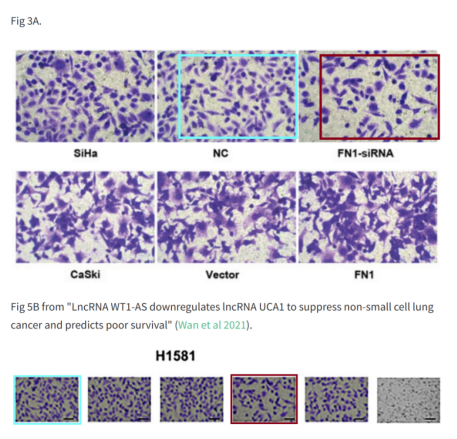 Fig 3A.
SiHa NC FN1-siRNA
CaSki Vector FN1
Fig 5B from "LncRNA WT1-AS downregulates lncRNA UCA1 to suppress non-small cell lung
cancer and predicts poor survival" (Wan et al 2021).
H1581